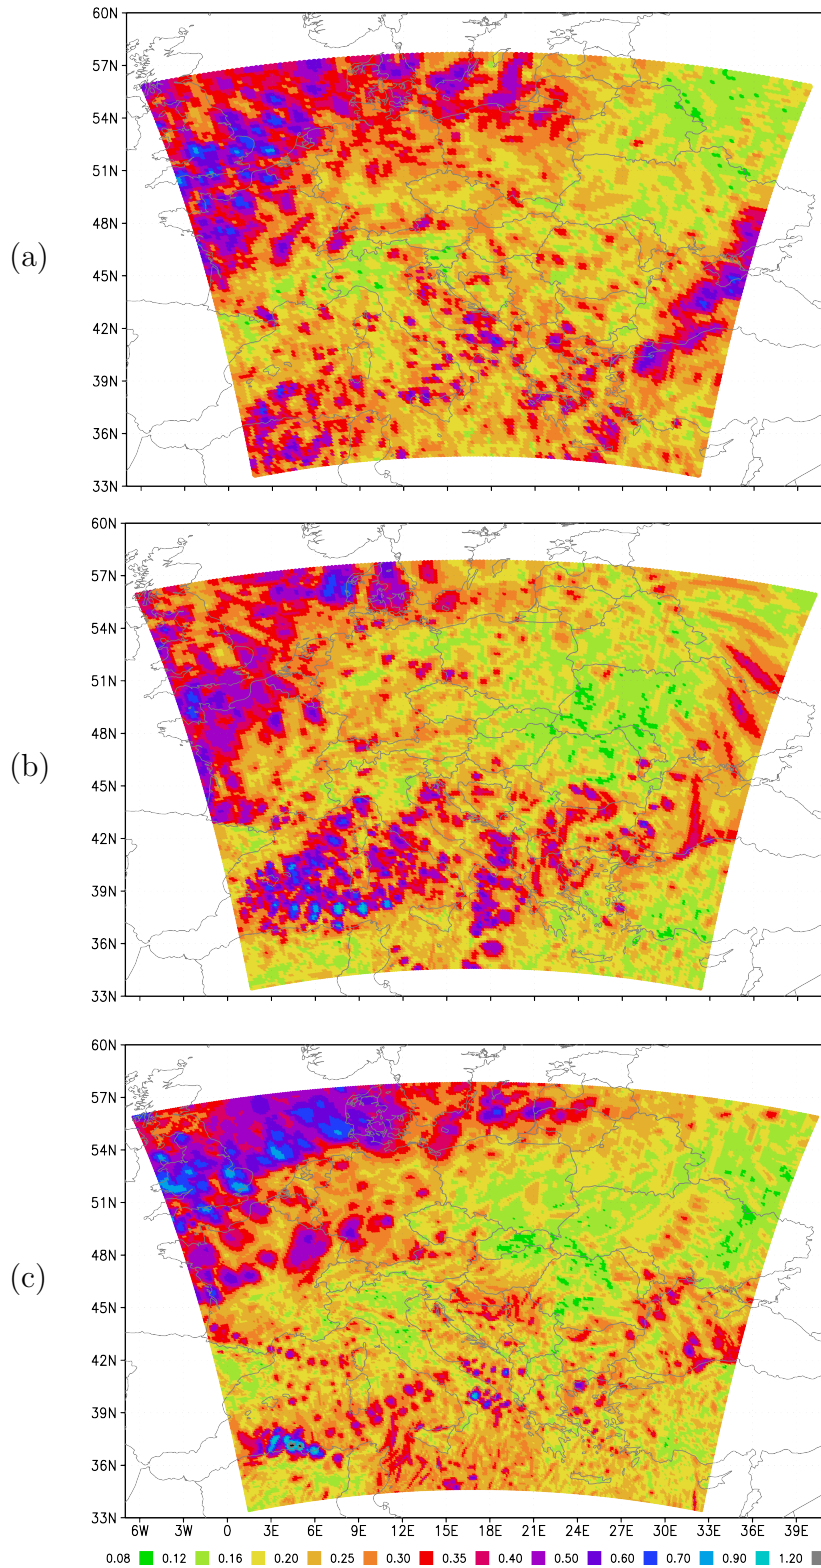 60N
57N
54N
51N
48N
(a)
45N
42N
39N
36N
33N
60N
57N
54N
51N
48N
(b)
45N
42N
39N
36N
33N
60N
57N
54N
51N
48N
(c)
45N
42N
39N
36N
33N
6W 3W 0 3E 6E 9E 12E 15E 18E 21E 24E 27E 30E 33E 36E 39E
0.08 0.12 0.16 0.20 0.25 0.30 0.35 0.40 0.50 0.60 0.70 0.90 1.20